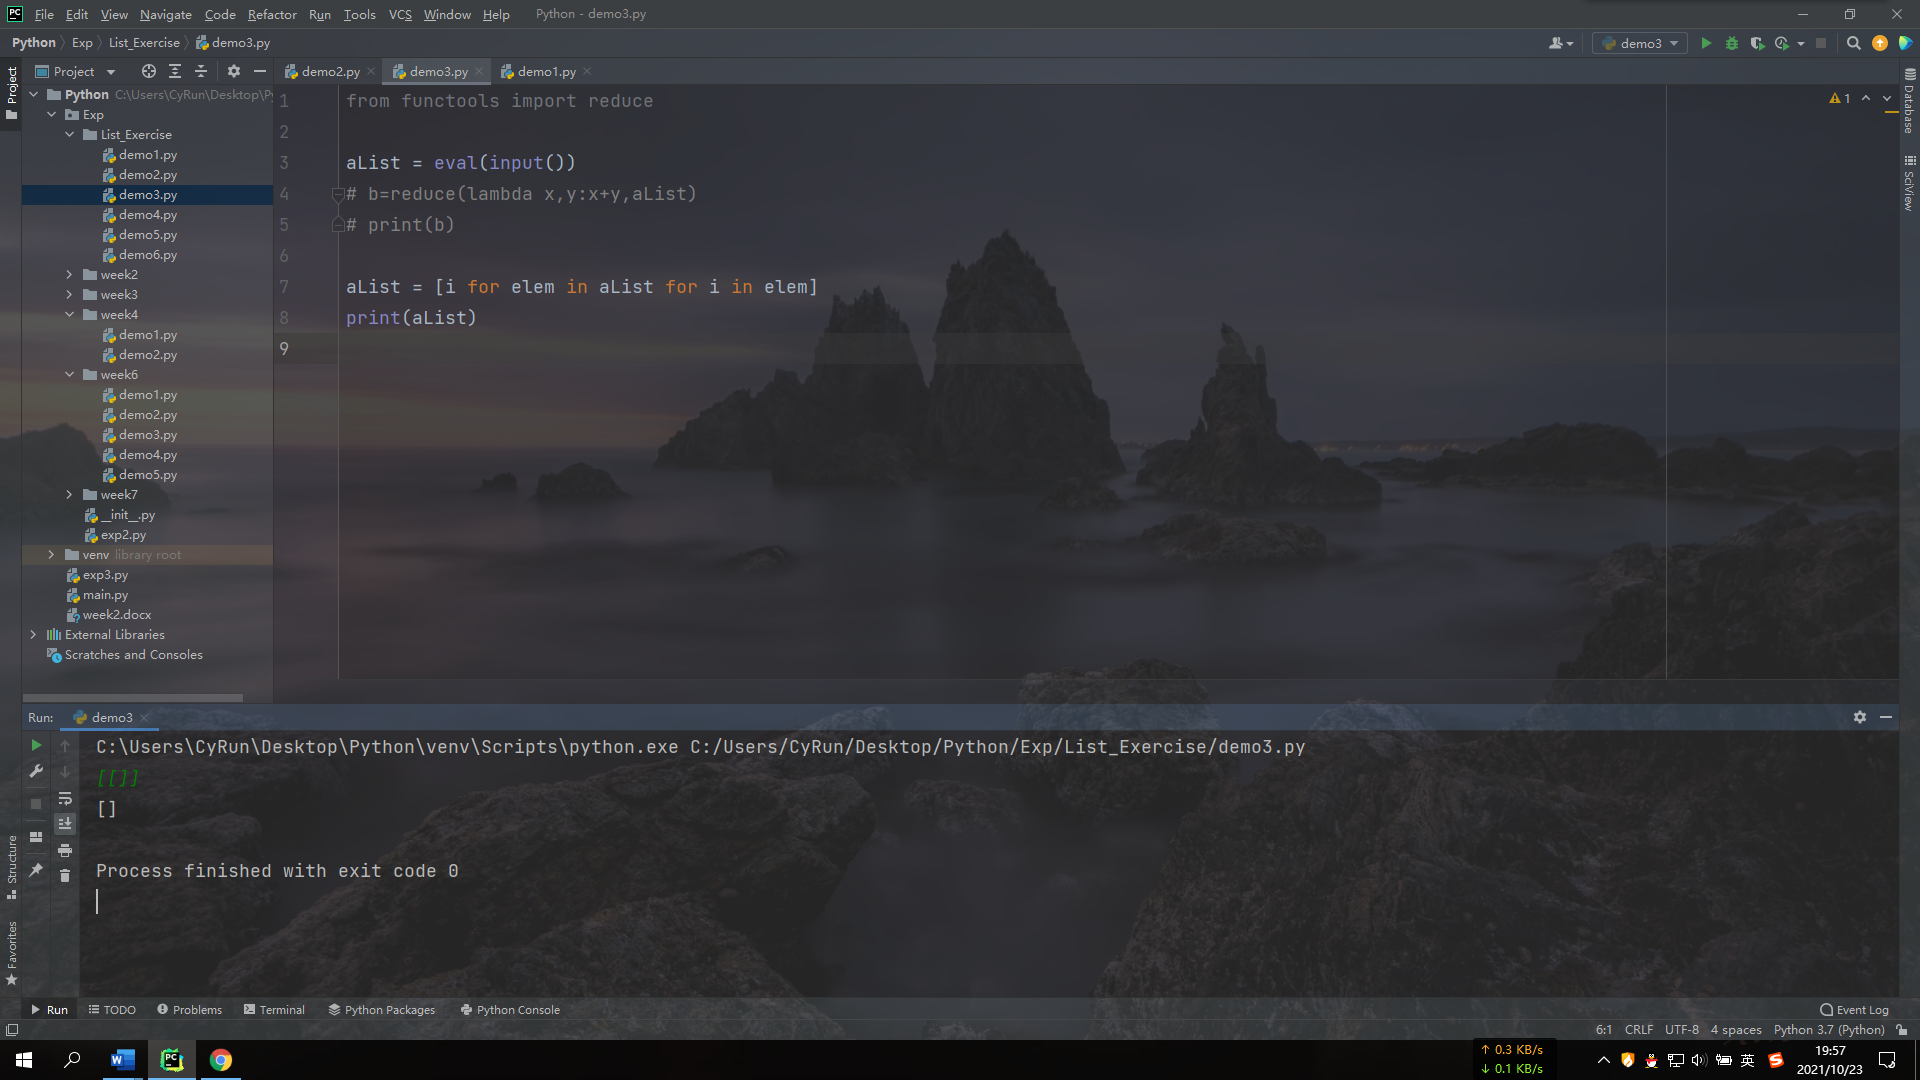 File Edit View Navigate Code Refactor Run Tools VCS Window Help Python - demo3.py
Python Exp List_Exercise demo3.py
demo3
Project
demo2.py demo3.py demo1.py
Project
Python C:\Users\CyRun\Desktop\Py
Exp
List_Exercise
demo1.py
demo2.py
demo3.py
demo4.py
demo5.py
demo6.py
week2
week3
week4
demo1.py
demo2.py
week6
demo1.py
demo2.py
demo3.py
demo4.py
demo5.py
week7
__init__.py
exp2.py
venv library root
exp3.py
main.py
week2.docx
External Libraries
Scratches and Consoles
1 from functools import reduce
2
3 aList = eval(input())
4 # b=reduce(lambda x,y:x+y,aList)
5 # print(b)
6
7 aList = [i for elem in aList for i in elem]
8 print(aList)
9
1
Database
SciView
Run: demo3
C:\Users\CyRun\Desktop\Python\venv\Scripts\python.exe C:/Users/CyRun/Desktop/Python/Exp/List_Exercise/demo3.py
[[]]
[]
Process finished with exit code 0
Structure
Favorites
Run TODO Problems Terminal Python Packages Python Console Event Log
6:1 CRLF UTF-8 4 spaces Python 3.7 (Python)
↑ 0.3 KB/s
↓ 0.1 KB/s
英
19:57
2021/10/23